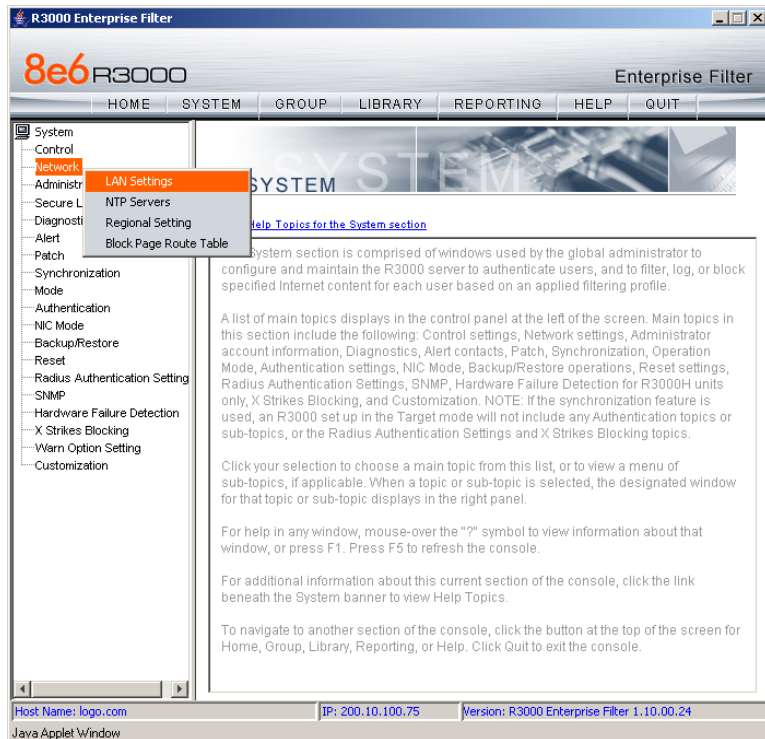 R3000 Enterprise Filter
8e6 R3000
Enterprise Filter
HOME SYSTEM GROUP LIBRARY REPORTING HELP QUIT
System
Control
Network
Administr
Secure L
Diagnosti
Alert
Patch
Synchronization
Mode
Authentication
NIC Mode
Backup/Restore
Reset
Radius Authentication Setting
SNMP
Hardware Failure Detection
X Strikes Blocking
Warn Option Setting
Customization
LAN Settings
NTP Servers
Regional Setting
Block Page Route Table
SYSTEM
SYSTEM
Help Topics for the System section
System section is comprised of windows used by the global administrator to
configure and maintain the R3000 server to authenticate users, and to filter, log, or block
specified Internet content for each user based on an applied filtering profile.
A list of main topics displays in the control panel at the left of the screen. Main topics in
this section include the following: Control settings, Network settings, Administrator
account information, Diagnostics, Alert contacts, Patch, Synchronization, Operation
Mode, Authentication settings, NIC Mode, Backup/Restore operations, Reset settings,
Radius Authentication Settings, SNMP, Hardware Failure Detection for R3000H units
only, X Strikes Blocking, and Customization. NOTE: If the synchronization feature is
used, an R3000 set up in the Target mode will not include any Authentication topics or
sub-topics, or the Radius Authentication Settings and X Strikes Blocking topics.
Click your selection to choose a main topic from this list, or to view a menu of
sub-topics, if applicable. When a topic or sub-topic is selected, the designated window
for that topic or sub-topic displays in the right panel.
For help in any window, mouse-over the "?" symbol to view information about that
window, or press F1. Press F5 to refresh the console.
For additional information about this current section of the console, click the link
beneath the System banner to view Help Topics.
To navigate to another section of the console, click the button at the top of the screen for
Home, Group, Library, Reporting, or Help. Click Quit to exit the console.
Host Name: logo.com
IP: 200.10.100.75
Version: R3000 Enterprise Filter 1.10.00.24
Java Applet Window